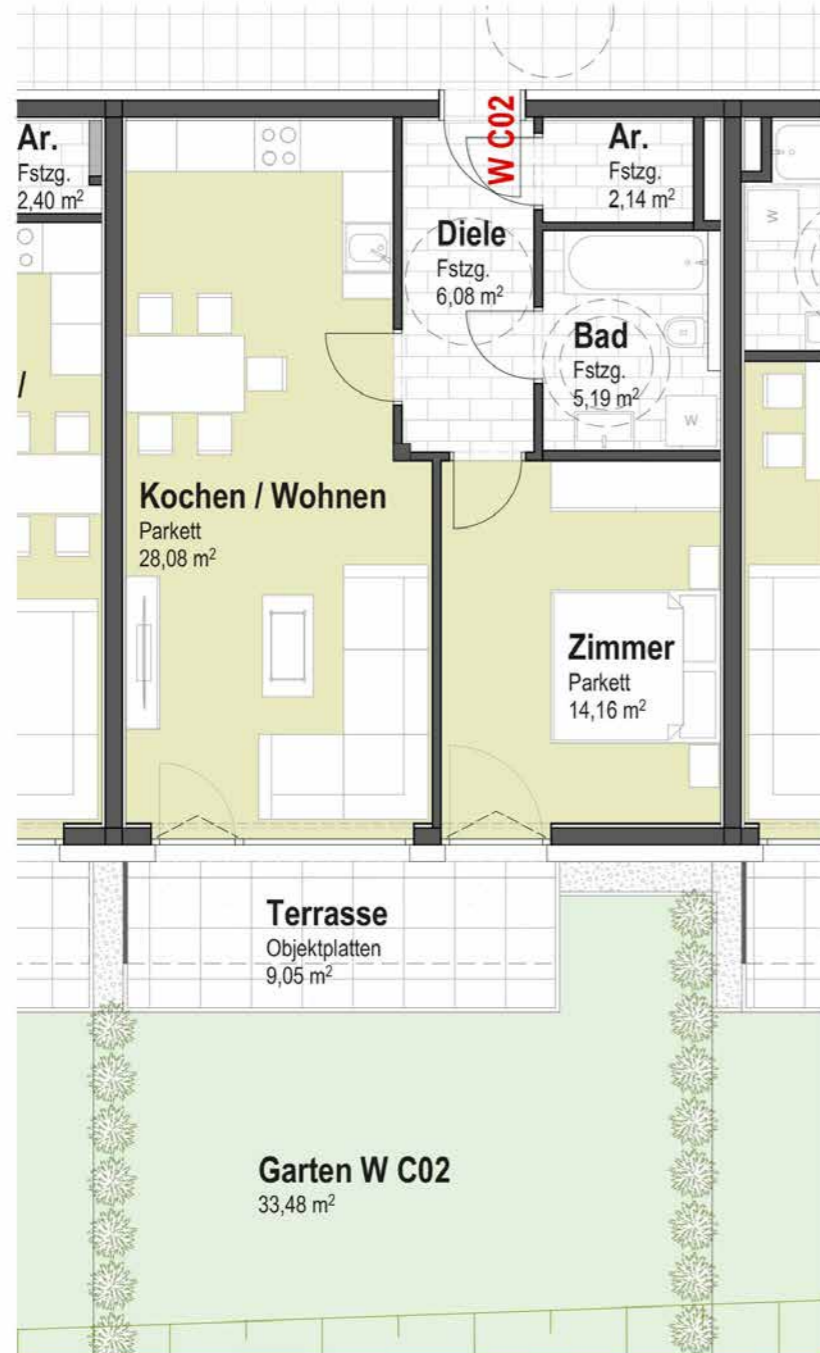 Ar.
Fstzg.
2,40 m²
W C02
Ar.
Fstzg.
2,14 m²
Diele
Fstzg.
6,08 m²
W
Bad
Fstzg.
5,19 m²
W
/
Kochen / Wohnen
Parkett
28,08 m²
Zimmer
Parkett
14,16 m²
Terrasse
Objektplatten
9,05 m²
Garten W C02
33,48 m²